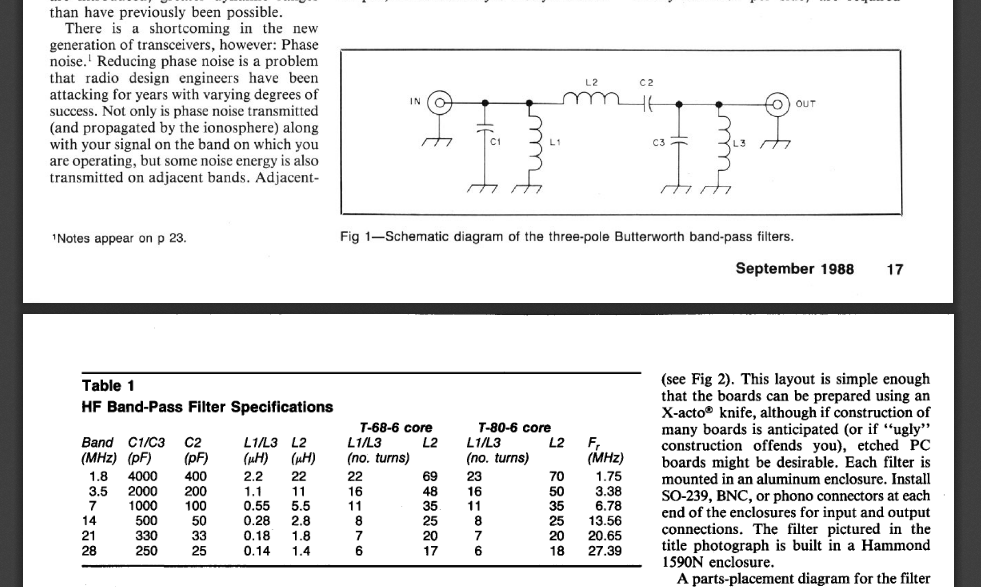 than have previously been possible.
There is a shortcoming in the new
generation of transceivers, however: Phase
noise.¹ Reducing phase noise is a problem
that radio design engineers have been
attacking for years with varying degrees of
success. Not only is phase noise transmitted
(and propagated by the ionosphere) along
with your signal on the band on which you
are operating, but some noise energy is also
transmitted on adjacent bands. Adjacent-
¹Notes appear on p 23.
IN
C1
L1
L2
C2
C3
L3
OUT
Fig 1—Schematic diagram of the three-pole Butterworth band-pass filters.
September 1988 17
Table 1
HF Band-Pass Filter Specifications
T-68-6 core T-80-6 core
Band C1/C3 C2 L1/L3 L2 L1/L3 L2 L1/L3 L2 Fr
(MHz) (pF) (pF) (μH) (μH) (no. turns) (no. turns) (MHz)
1.8 4000 400 2.2 22 22 69 23 70 1.75
3.5 2000 200 1.1 11 16 48 16 50 3.38
7 1000 100 0.55 5.5 11 35 11 35 6.78
14 500 50 0.28 2.8 8 25 8 25 13.56
21 330 33 0.18 1.8 7 20 7 20 20.65
28 250 25 0.14 1.4 6 17 6 18 27.39
(see Fig 2). This layout is simple enough
that the boards can be prepared using an
X-acto® knife, although if construction of
many boards is anticipated (or if “ugly”
construction offends you), etched PC
boards might be desirable. Each filter is
mounted in an aluminum enclosure. Install
SO-239, BNC, or phono connectors at each
end of the enclosures for input and output
connections. The filter pictured in the
title photograph is built in a Hammond
1590N enclosure.
A parts-placement diagram for the filter